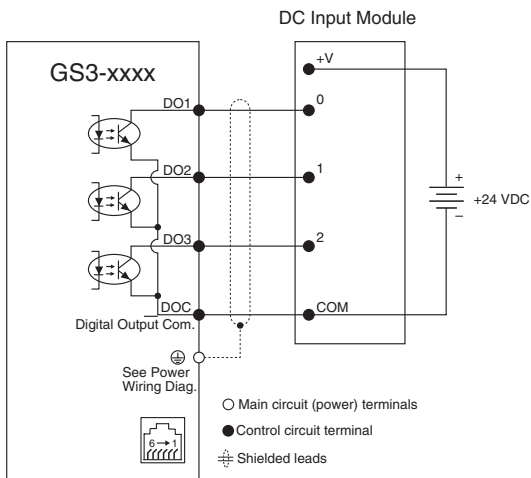 DC Input Module
GS3-xxxx
+V
DO1
0
DO2
1
+
+24 VDC
–
DO3
2
DOC
COM
Digital Output Com.
See Power
Wiring Diag.
6→1
Main circuit (power) terminals
Control circuit terminal
Shielded leads